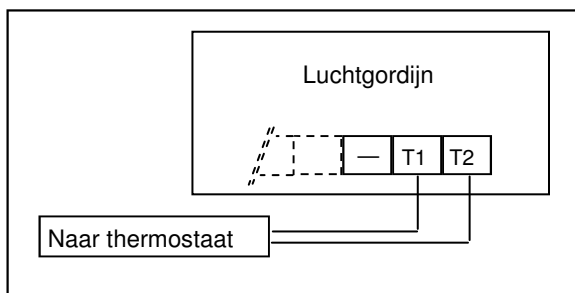 Luchtgordijn
— T1 T2
Naar thermostaat